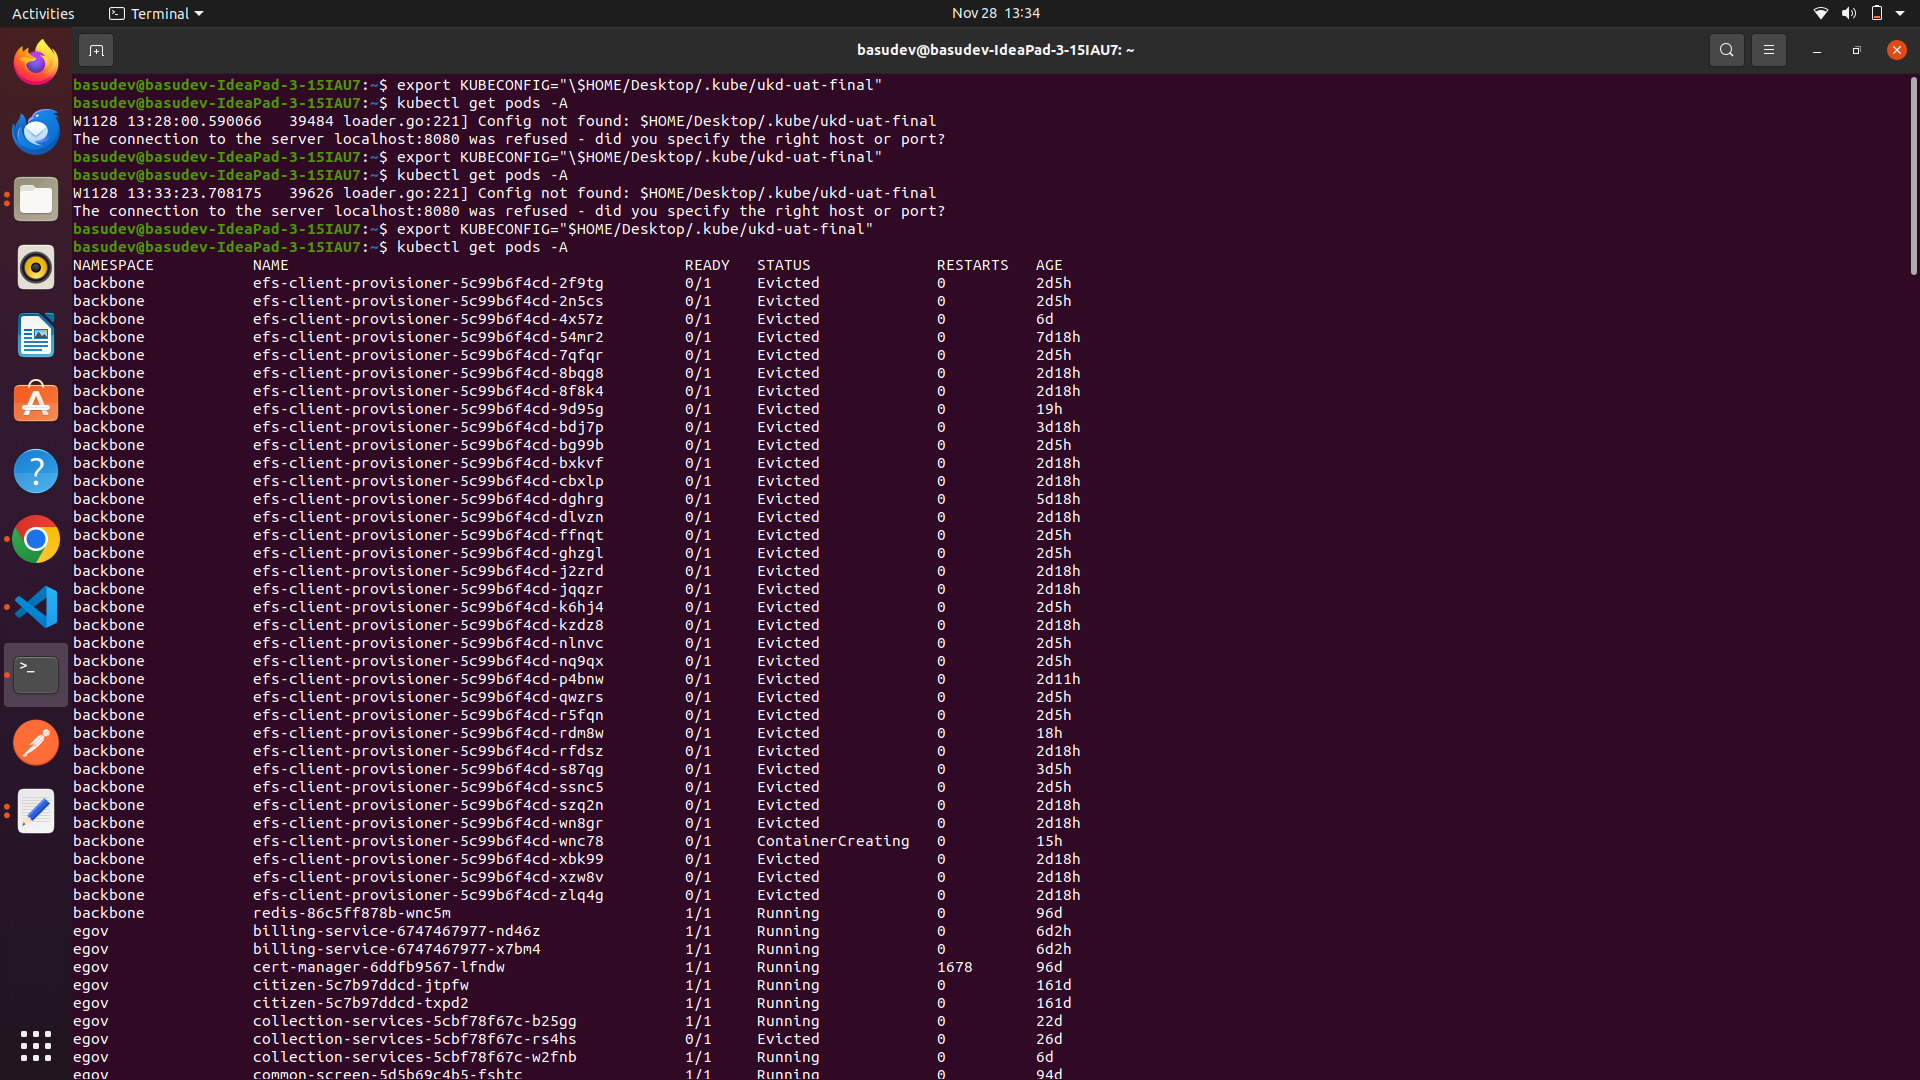 Activities Terminal Nov 28 13:34
basudev@basudev-IdeaPad-3-15IAU7: ~
basudev@basudev-IdeaPad-3-15IAU7:~$ export KUBECONFIG="\$HOME/Desktop/.kube/ukd-uat-final"
basudev@basudev-IdeaPad-3-15IAU7:~$ kubectl get pods -A
W1128 13:28:00.590066   39484 loader.go:221] Config not found: $HOME/Desktop/.kube/ukd-uat-final
The connection to the server localhost:8080 was refused - did you specify the right host or port?
basudev@basudev-IdeaPad-3-15IAU7:~$ export KUBECONFIG="\$HOME/Desktop/.kube/ukd-uat-final"
basudev@basudev-IdeaPad-3-15IAU7:~$ kubectl get pods -A
W1128 13:33:23.708175   39626 loader.go:221] Config not found: $HOME/Desktop/.kube/ukd-uat-final
The connection to the server localhost:8080 was refused - did you specify the right host or port?
basudev@basudev-IdeaPad-3-15IAU7:~$ export KUBECONFIG="$HOME/Desktop/.kube/ukd-uat-final"
basudev@basudev-IdeaPad-3-15IAU7:~$ kubectl get pods -A
NAMESPACE NAME READY STATUS RESTARTS AGE
backbone efs-client-provisioner-5c99b6f4cd-2f9tg 0/1 Evicted 0 2d5h
backbone efs-client-provisioner-5c99b6f4cd-2n5cs 0/1 Evicted 0 2d5h
backbone efs-client-provisioner-5c99b6f4cd-4x57z 0/1 Evicted 0 6d
backbone efs-client-provisioner-5c99b6f4cd-54mr2 0/1 Evicted 0 7d18h
backbone efs-client-provisioner-5c99b6f4cd-7qfqr 0/1 Evicted 0 2d5h
backbone efs-client-provisioner-5c99b6f4cd-8bqg8 0/1 Evicted 0 2d18h
backbone efs-client-provisioner-5c99b6f4cd-8f8k4 0/1 Evicted 0 2d18h
backbone efs-client-provisioner-5c99b6f4cd-9d95g 0/1 Evicted 0 19h
backbone efs-client-provisioner-5c99b6f4cd-bdj7p 0/1 Evicted 0 3d18h
backbone efs-client-provisioner-5c99b6f4cd-bg99b 0/1 Evicted 0 2d5h
backbone efs-client-provisioner-5c99b6f4cd-bxkvf 0/1 Evicted 0 2d18h
backbone efs-client-provisioner-5c99b6f4cd-cbxlp 0/1 Evicted 0 2d18h
backbone efs-client-provisioner-5c99b6f4cd-dghrg 0/1 Evicted 0 5d18h
backbone efs-client-provisioner-5c99b6f4cd-dlvzn 0/1 Evicted 0 2d18h
backbone efs-client-provisioner-5c99b6f4cd-ffnqt 0/1 Evicted 0 2d5h
backbone efs-client-provisioner-5c99b6f4cd-ghzgl 0/1 Evicted 0 2d5h
backbone efs-client-provisioner-5c99b6f4cd-j2zrd 0/1 Evicted 0 2d18h
backbone efs-client-provisioner-5c99b6f4cd-jqqzr 0/1 Evicted 0 2d18h
backbone efs-client-provisioner-5c99b6f4cd-k6hj4 0/1 Evicted 0 2d5h
backbone efs-client-provisioner-5c99b6f4cd-kzdz8 0/1 Evicted 0 2d18h
backbone efs-client-provisioner-5c99b6f4cd-nlnvc 0/1 Evicted 0 2d5h
backbone efs-client-provisioner-5c99b6f4cd-nq9qx 0/1 Evicted 0 2d5h
backbone efs-client-provisioner-5c99b6f4cd-p4bnw 0/1 Evicted 0 2d11h
backbone efs-client-provisioner-5c99b6f4cd-qwzrs 0/1 Evicted 0 2d5h
backbone efs-client-provisioner-5c99b6f4cd-r5fqn 0/1 Evicted 0 2d5h
backbone efs-client-provisioner-5c99b6f4cd-rdm8w 0/1 Evicted 0 18h
backbone efs-client-provisioner-5c99b6f4cd-rfdsz 0/1 Evicted 0 2d18h
backbone efs-client-provisioner-5c99b6f4cd-s87qg 0/1 Evicted 0 3d5h
backbone efs-client-provisioner-5c99b6f4cd-ssnc5 0/1 Evicted 0 2d5h
backbone efs-client-provisioner-5c99b6f4cd-szq2n 0/1 Evicted 0 2d18h
backbone efs-client-provisioner-5c99b6f4cd-wn8gr 0/1 Evicted 0 2d18h
backbone efs-client-provisioner-5c99b6f4cd-wnc78 0/1 ContainerCreating 0 15h
backbone efs-client-provisioner-5c99b6f4cd-xbk99 0/1 Evicted 0 2d18h
backbone efs-client-provisioner-5c99b6f4cd-xzw8v 0/1 Evicted 0 2d18h
backbone efs-client-provisioner-5c99b6f4cd-zlq4g 0/1 Evicted 0 2d18h
backbone redis-86c5ff878b-wnc5m 1/1 Running 0 96d
egov billing-service-6747467977-nd46z 1/1 Running 0 6d2h
egov billing-service-6747467977-x7bm4 1/1 Running 0 6d2h
egov cert-manager-6ddfb9567-lfndw 1/1 Running 1678 96d
egov citizen-5c7b97ddcd-jtpfw 1/1 Running 0 161d
egov citizen-5c7b97ddcd-txpd2 1/1 Running 0 161d
egov collection-services-5cbf78f67c-b25gg 1/1 Running 0 22d
egov collection-services-5cbf78f67c-rs4hs 0/1 Evicted 0 26d
egov collection-services-5cbf78f67c-w2fnb 1/1 Running 0 6d
egov common-screen-5d5b69c4b5-fshtc 1/1 Running 0 94d